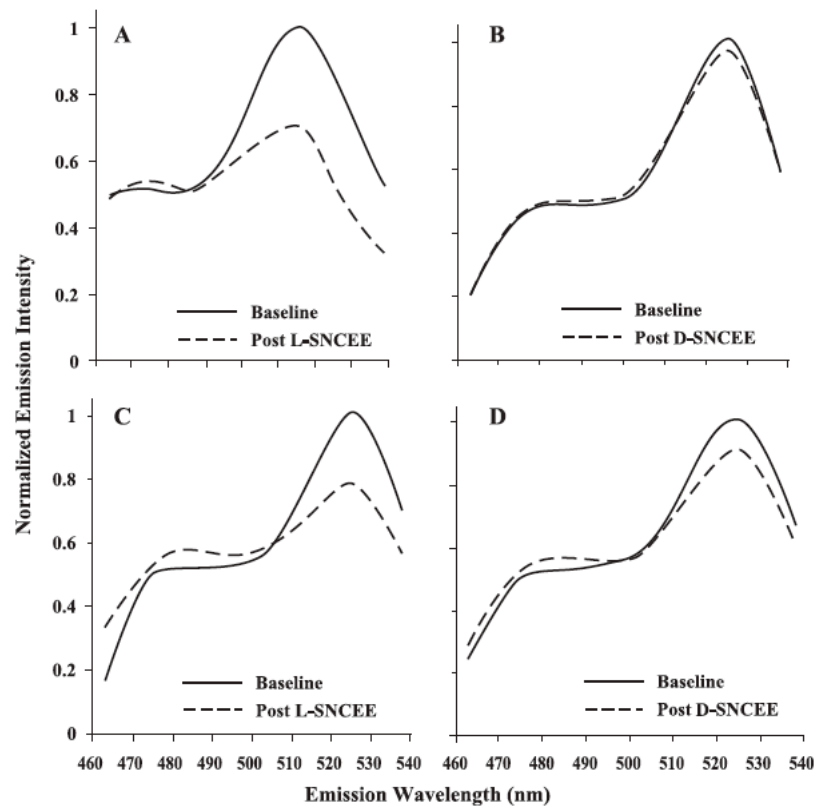 Normalized Emission Intensity
A
1
0.8
0.6
0.4
0.2
0
Baseline
Post L-SNCEE
B
Baseline
Post D-SNCEE
C
1
0.8
0.6
0.4
0.2
0
Baseline
Post L-SNCEE
460 470 480 490 500 510 520 530 540
D
Baseline
Post D-SNCEE
460 470 480 490 500 510 520 530 540
Emission Wavelength (nm)